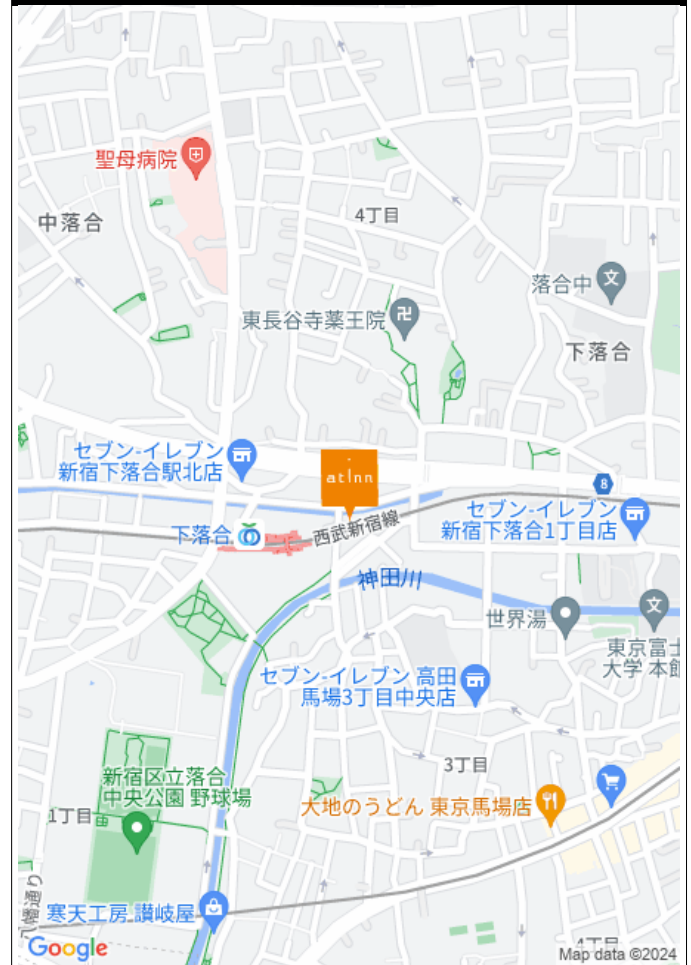 聖母病院
中落合
4丁目
落合中
東長谷寺薬王院
下落合
セブン-イレブン
新宿下落合駅北店
at Inn
8
セブン-イレブン
新宿下落合1丁目店
下落合
西武新宿線
神田川
世界湯
東京富士
大学 本館
セブン-イレブン 高田
馬場3丁目中央店
3丁目
新宿区立落合
中央公園 野球場
1丁目
大地のうどん 東京馬場店
八幡通り
寒天工房 讃岐屋
4丁目
Google
Map data ©2024